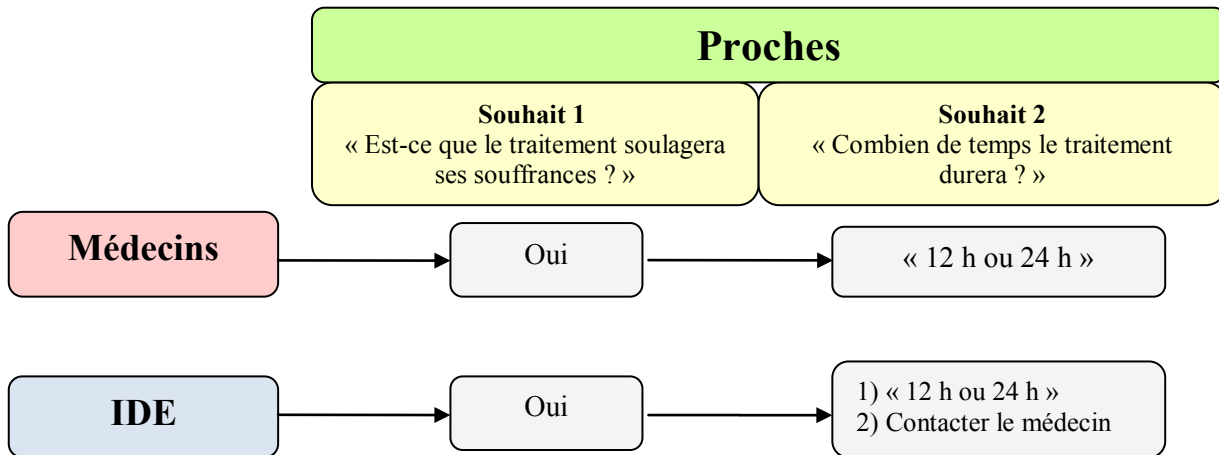 Proches
Souhait 1
« Est-ce que le traitement soulagera
ses souffrances ? »
Souhait 2
« Combien de temps le traitement
durera ? »
Médecins
Oui
« 12 h ou 24 h »
IDE
Oui
1) « 12 h ou 24 h »
2) Contacter le médecin